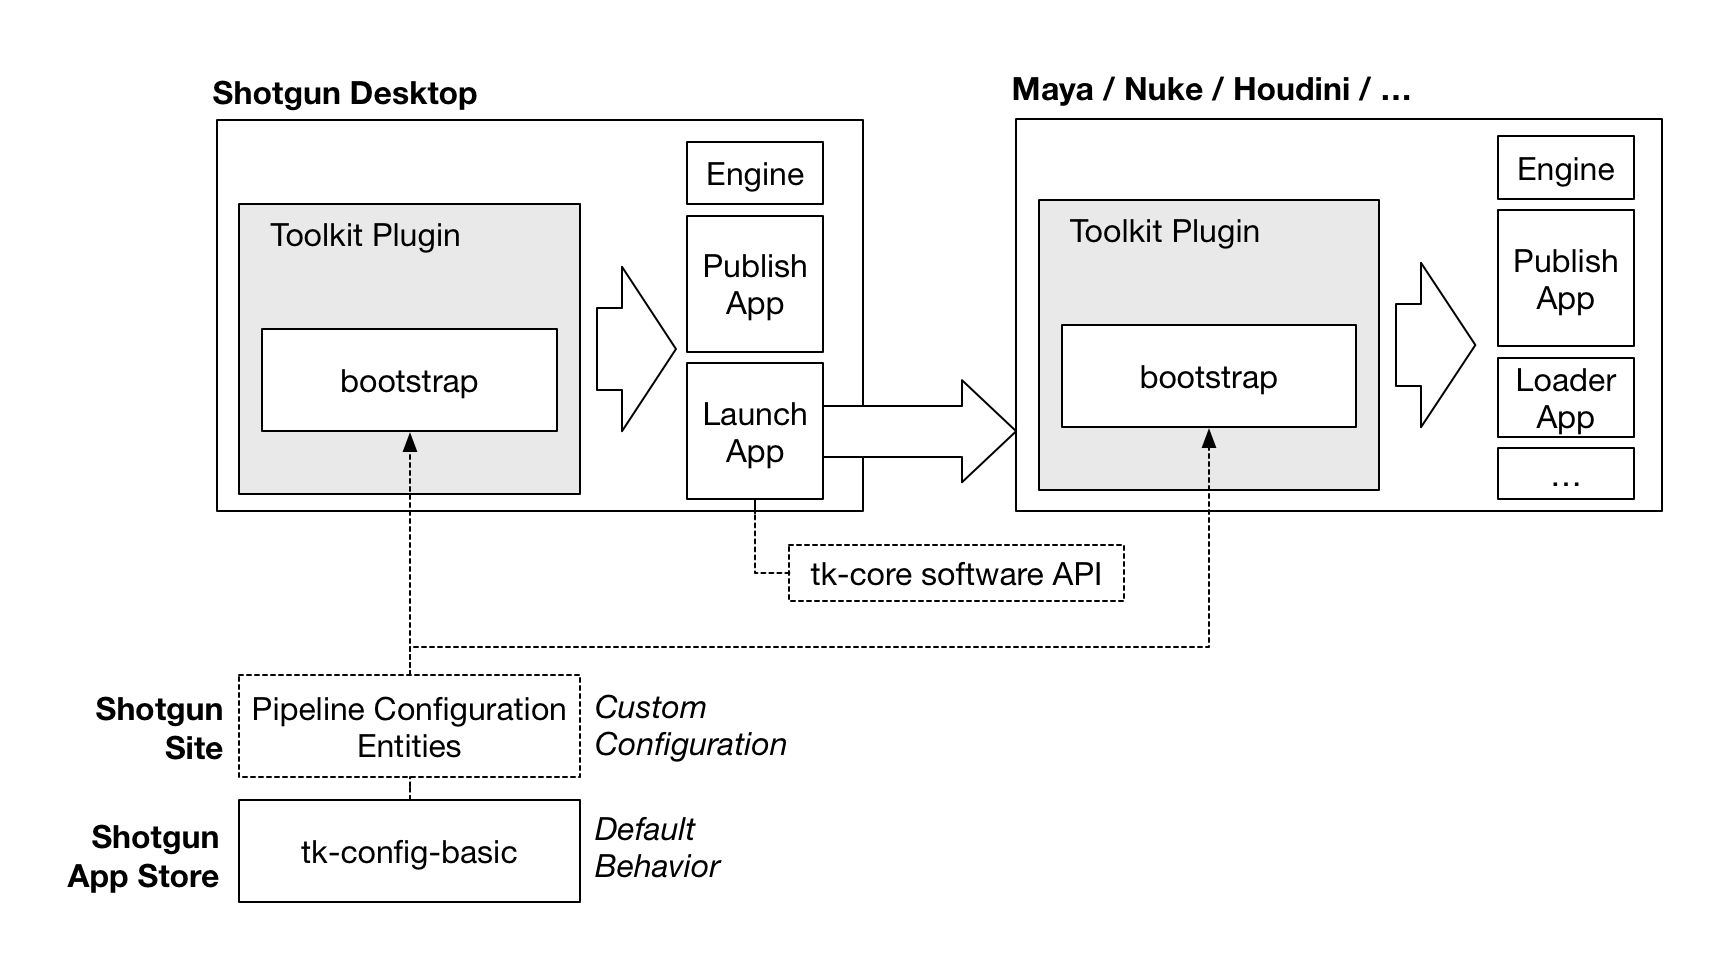 Shotgun Desktop
Engine
Toolkit Plugin
Publish
App
bootstrap
Launch
App
Maya / Nuke / Houdini / ...
Engine
Toolkit Plugin
Publish
App
bootstrap
Loader
App
...
tk-core software API
Shotgun
Site
Pipeline Configuration
Entities
Custom
Configuration
Shotgun
App Store
tk-config-basic
Default
Behavior